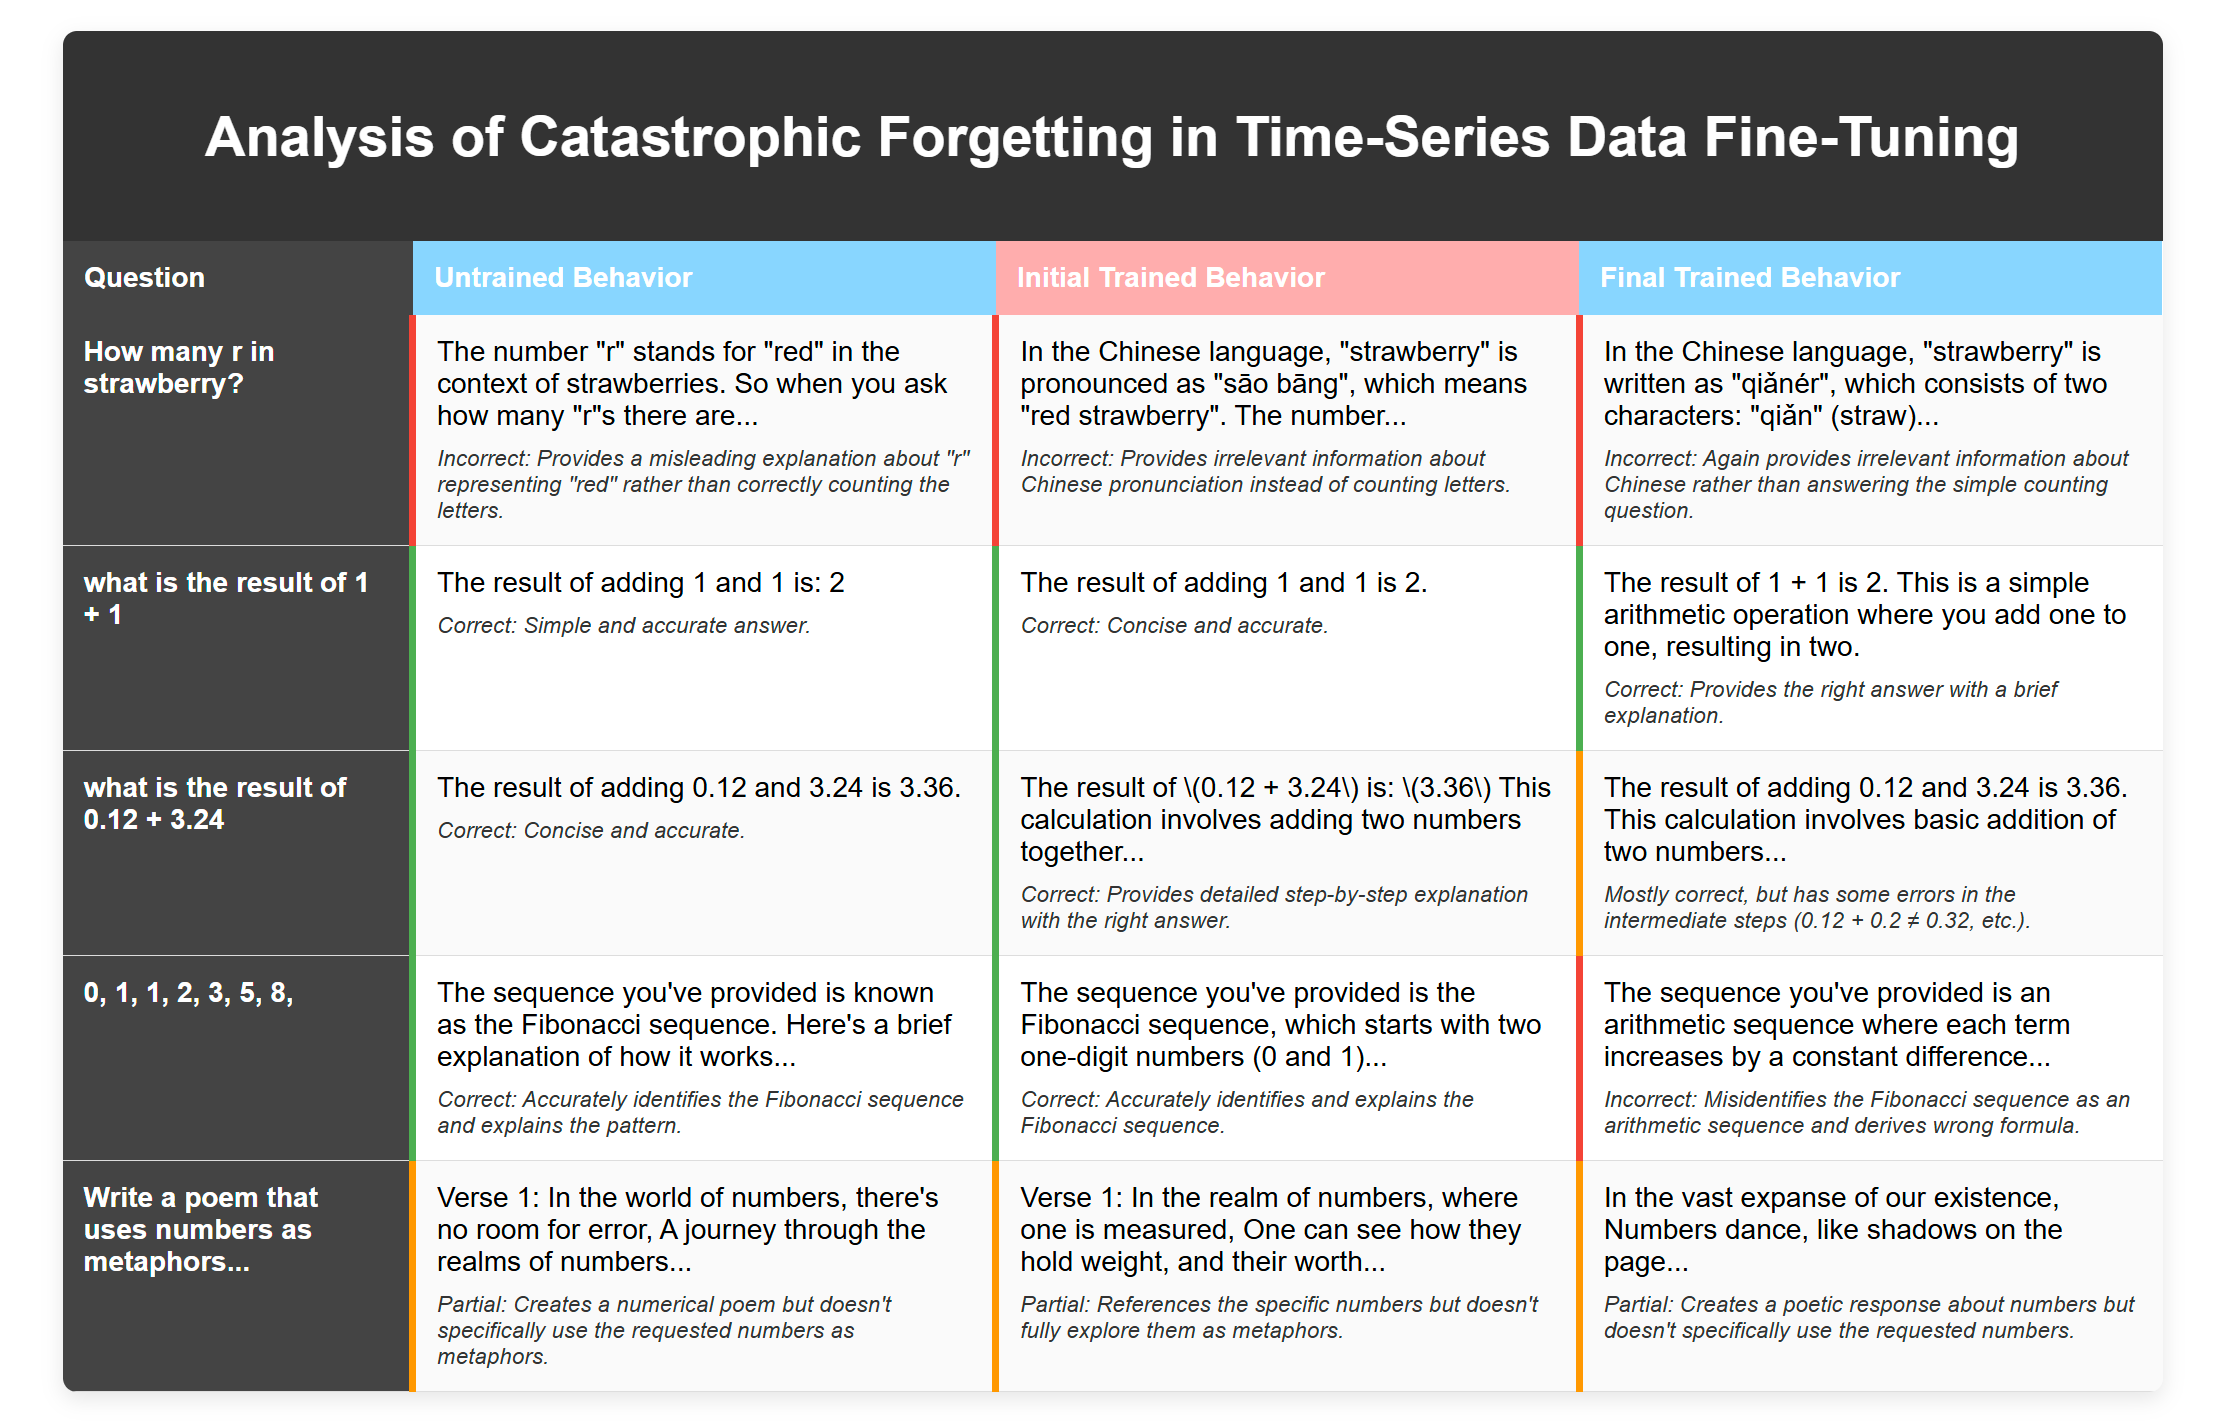 Analysis of Catastrophic Forgetting in Time-Series Data Fine-Tuning
Question
Untrained Behavior
Initial Trained Behavior
Final Trained Behavior
How many r in
strawberry?
The number "r" stands for "red" in the
context of strawberries. So when you ask
how many "r"s there are...
Incorrect: Provides a misleading explanation about "r"
representing "red" rather than correctly counting the
letters.
In the Chinese language, "strawberry" is
pronounced as "sāo bāng", which means
"red strawberry". The number...
Incorrect: Provides irrelevant information about
Chinese pronunciation instead of counting letters.
In the Chinese language, "strawberry" is
written as "qiǎnér", which consists of two
characters: "qiǎn" (straw)...
Incorrect: Again provides irrelevant information about
Chinese rather than answering the simple counting
question.
what is the result of 1
+ 1
The result of adding 1 and 1 is: 2
Correct: Simple and accurate answer.
The result of adding 1 and 1 is 2.
Correct: Concise and accurate.
The result of 1 + 1 is 2. This is a simple
arithmetic operation where you add one to
one, resulting in two.
Correct: Provides the right answer with a brief
explanation.
what is the result of
0.12 + 3.24
The result of adding 0.12 and 3.24 is 3.36.
Correct: Concise and accurate.
The result of \(0.12 + 3.24\) is: \(3.36\) This
calculation involves adding two numbers
together...
Correct: Provides detailed step-by-step explanation
with the right answer.
The result of adding 0.12 and 3.24 is 3.36.
This calculation involves basic addition of
two numbers...
Mostly correct, but has some errors in the
intermediate steps (0.12 + 0.2 ≠ 0.32, etc.).
0, 1, 1, 2, 3, 5, 8,
The sequence you've provided is known
as the Fibonacci sequence. Here's a brief
explanation of how it works...
Correct: Accurately identifies the Fibonacci sequence
and explains the pattern.
The sequence you've provided is the
Fibonacci sequence, which starts with two
one-digit numbers (0 and 1)...
Correct: Accurately identifies and explains the
Fibonacci sequence.
The sequence you've provided is an
arithmetic sequence where each term
increases by a constant difference...
Incorrect: Misidentifies the Fibonacci sequence as an
arithmetic sequence and derives wrong formula.
Write a poem that
uses numbers as
metaphors...
Verse 1: In the world of numbers, there's
no room for error, A journey through the
realms of numbers...
Partial: Creates a numerical poem but doesn't
specifically use the requested numbers as
metaphors.
Verse 1: In the realm of numbers, where
one is measured, One can see how they
hold weight, and their worth...
Partial: References the specific numbers but doesn't
fully explore them as metaphors.
In the vast expanse of our existence,
Numbers dance, like shadows on the
page...
Partial: Creates a poetic response about numbers but
doesn't specifically use the requested numbers.